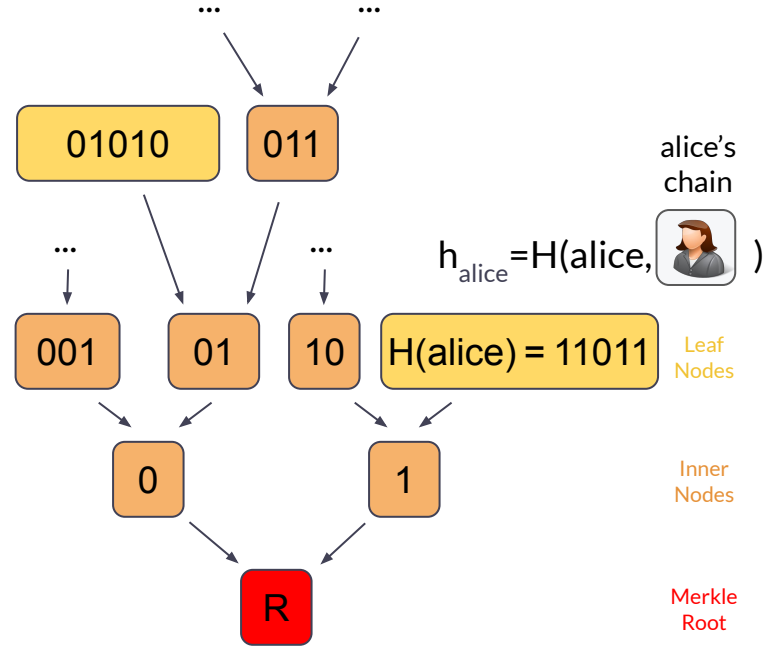 ... ...
01010 011
alice's
chain
... ...
h_alice=H(alice, )
001 01 10 H(alice) = 11011
Leaf
Nodes
0 1
Inner
Nodes
R
Merkle
Root